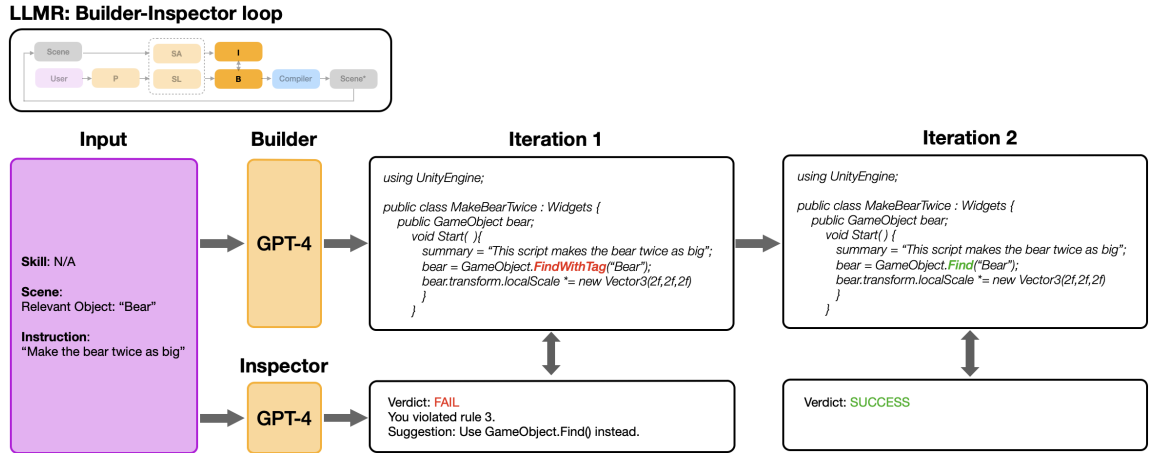 LLMR: Builder-Inspector loop
Scene
SA
I
User
P
SL
B
Compiler
Scene*
Input
Builder
Iteration 1
Iteration 2
Skill: N/A
Scene:
Relevant Object: “Bear”
Instruction:
“Make the bear twice as big”
GPT-4
Inspector
GPT-4
using UnityEngine;
public class MakeBearTwice : Widgets {
public GameObject bear;
void Start( ){
summary = “This script makes the bear twice as big”;
bear = GameObject.FindWithTag(“Bear”);
bear.transform.localScale *= new Vector3(2f,2f,2f)
}
}
Verdict: FAIL
You violated rule 3.
Suggestion: Use GameObject.Find() instead.
using UnityEngine;
public class MakeBearTwice : Widgets {
public GameObject bear;
void Start( ) {
summary = “This script makes the bear twice as big”;
bear = GameObject.Find(“Bear”);
bear.transform.localScale *= new Vector3(2f,2f,2f)
}
}
Verdict: SUCCESS